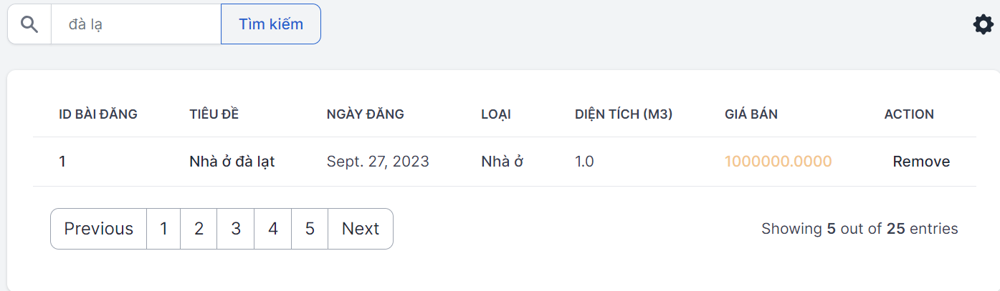 đà lạ Tìm kiếm
ID BÀI ĐĂNG TIÊU ĐỀ NGÀY ĐĂNG LOẠI DIỆN TÍCH (M3) GIÁ BÁN ACTION
1 Nhà ở đà lạt Sept. 27, 2023 Nhà ở 1.0 1000000.0000 Remove
Previous 1 2 3 4 5 Next Showing 5 out of 25 entries